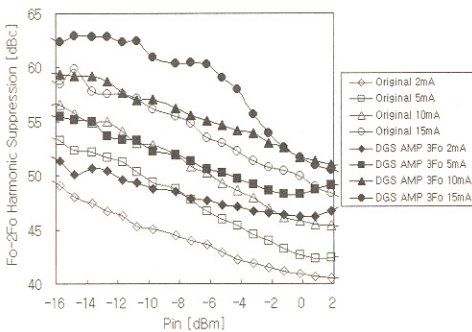 Fo-2Fo Harmonic Suppression [dBc]
65
60
55
50
45
40
-16 -14 -12 -10 -8 -6 -4 -2 0 2
Pin [dBm]
Original 2mA
Original 5mA
Original 10mA
Original 15mA
DGS AMP 3Fo 2mA
DGS AMP 3Fo 5mA
DGS AMP 3Fo 10mA
DGS AMP 3Fo 15mA